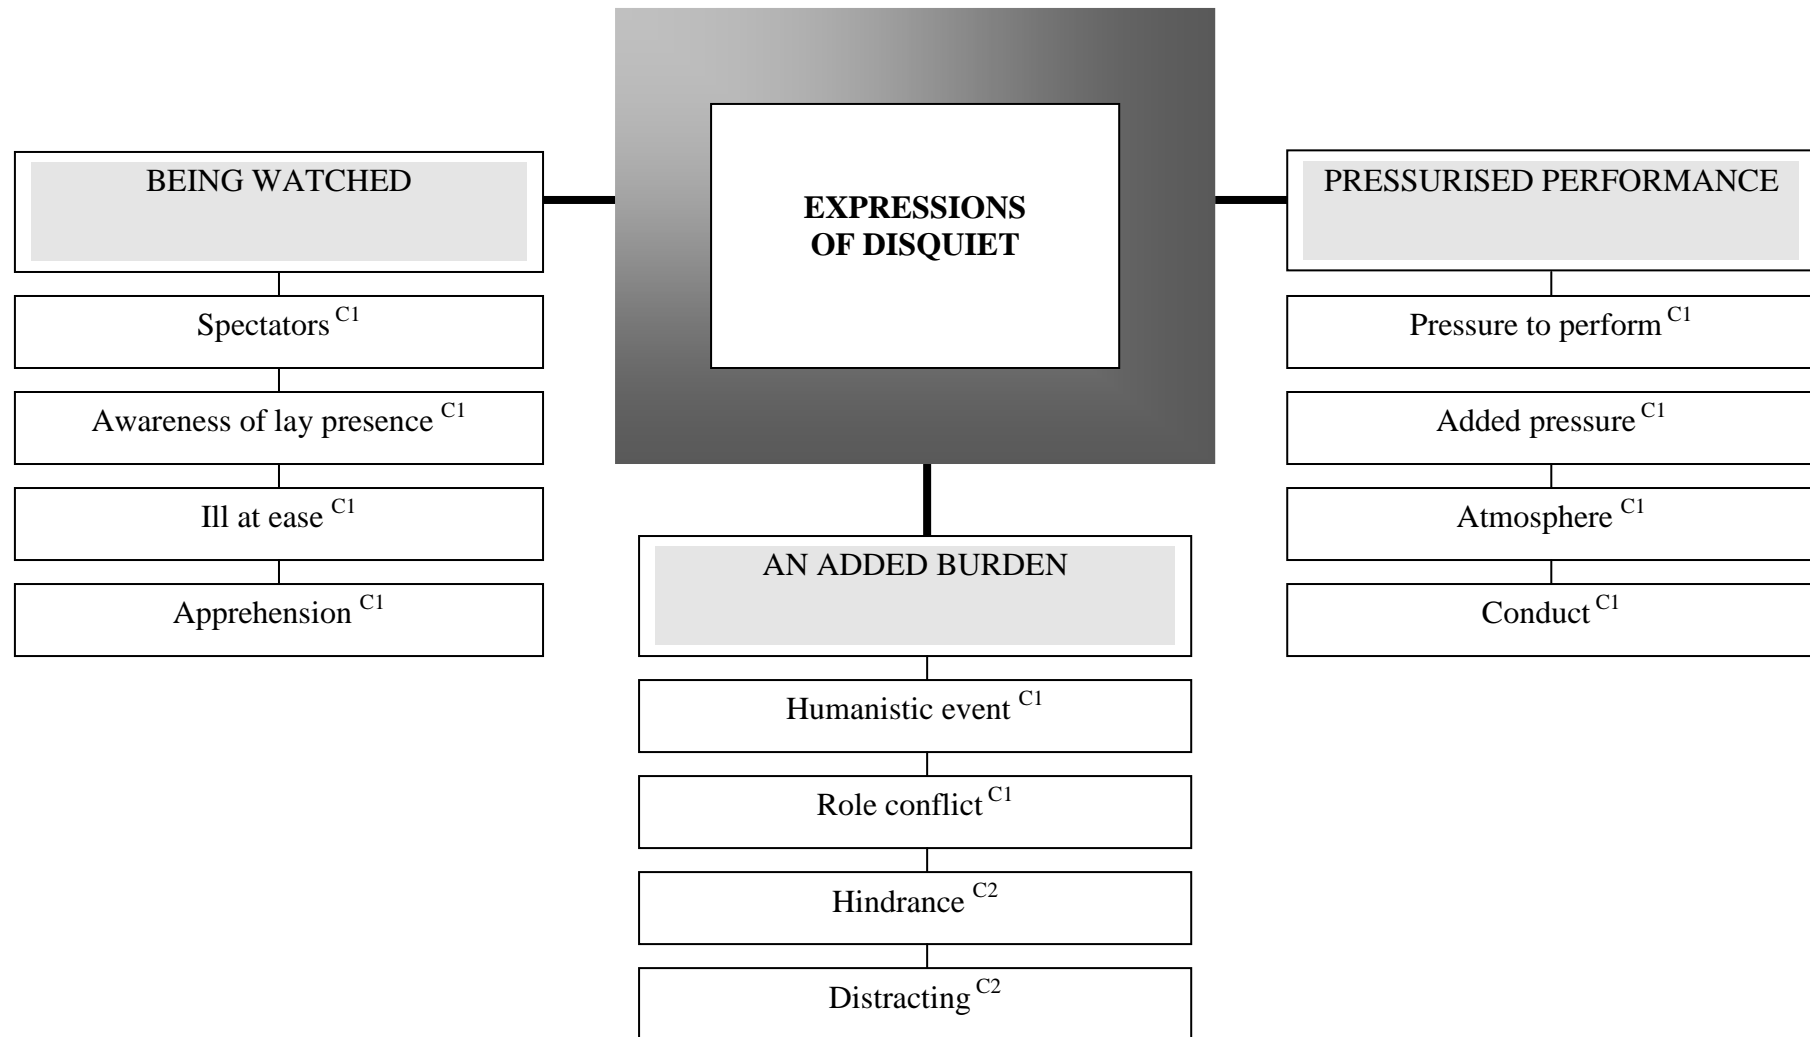 EXPRESSIONS
OF DISQUIET
BEING WATCHED
Spectators C1
Awareness of lay presence C1
Ill at ease C1
Apprehension C1
AN ADDED BURDEN
Humanistic event C1
Role conflict C1
Hindrance C2
Distracting C2
PRESSURISED PERFORMANCE
Pressure to perform C1
Added pressure C1
Atmosphere C1
Conduct C1